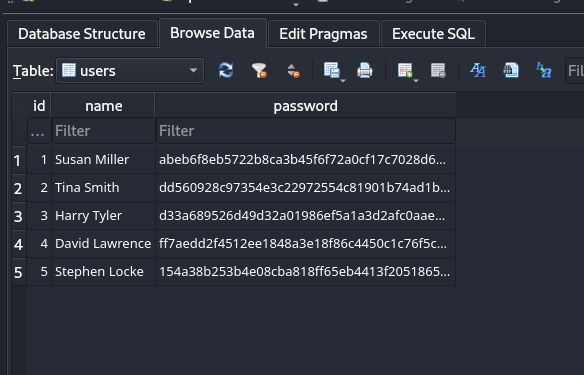 Database Structure Browse Data Edit Pragmas Execute SQL
Table: users Fil
id name password
... Filter Filter
1 1 Susan Miller abeb6f8eb5722b8ca3b45f6f72a0cf17c7028d6...
2 2 Tina Smith dd560928c97354e3c22972554c81901b74ad1b...
3 3 Harry Tyler d33a689526d49d32a01986ef5a1a3d2afc0aae...
4 4 David Lawrence ff7aedd2f4512ee1848a3e18f86c4450c1c76f5c...
5 5 Stephen Locke 154a38b253b4e08cba818ff65eb4413f2051865...